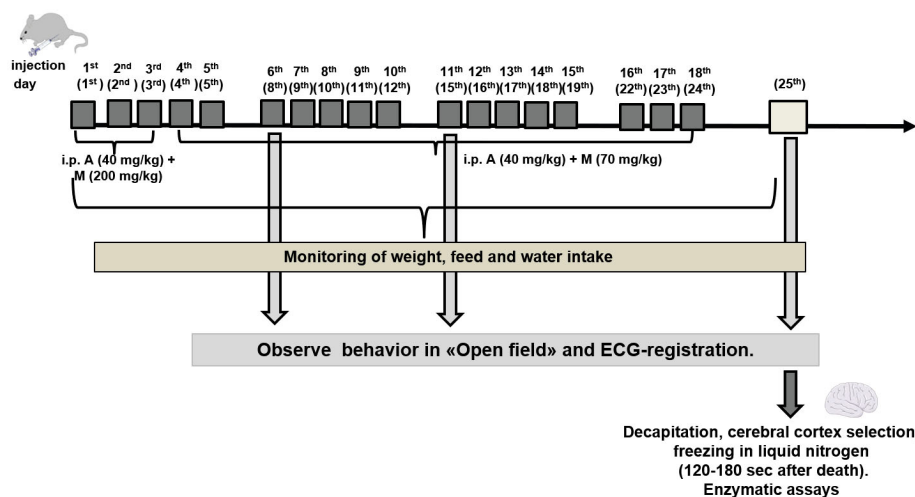 injection
day
1st 2nd 3rd 4th 5th 6th 7th 8th 9th 10th 11th 12th 13th 14th 15th 16th 17th 18th
(1st) (2nd) (3rd) (4th) (5th) (8th) (9th) (10th) (11th) (12th) (15th) (16th) (17th) (18th) (19th) (22th) (23th) (24th) (25th)
i.p. A (40 mg/kg) +
M (200 mg/kg)
i.p. A (40 mg/kg) + M (70 mg/kg)
Monitoring of weight, feed and water intake
Observe behavior in «Open field» and ECG-registration.
Decapitation, cerebral cortex selection
freezing in liquid nitrogen
(120-180 sec after death).
Enzymatic assays